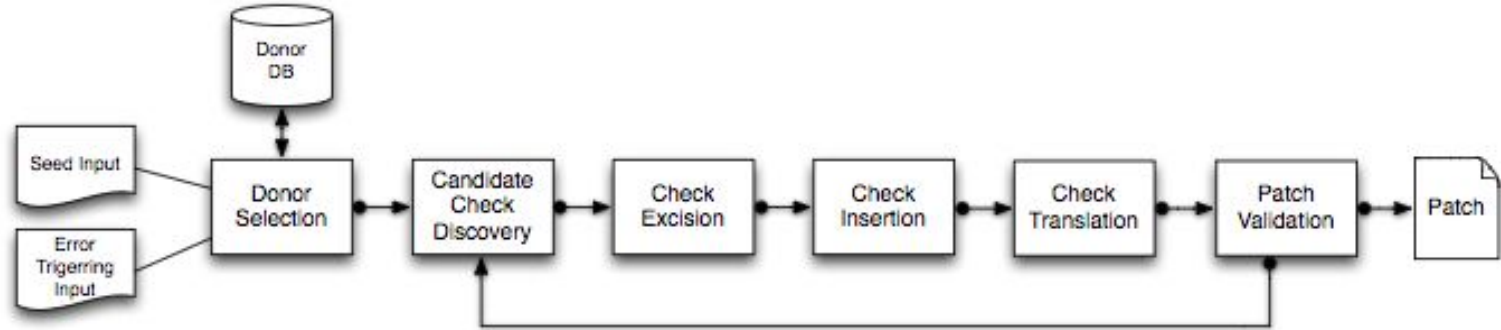 Donor
DB
Seed Input
Error
Trigerring
Input
Donor
Selection
Candidate
Check
Discovery
Check
Excision
Check
Insertion
Check
Translation
Patch
Validation
Patch